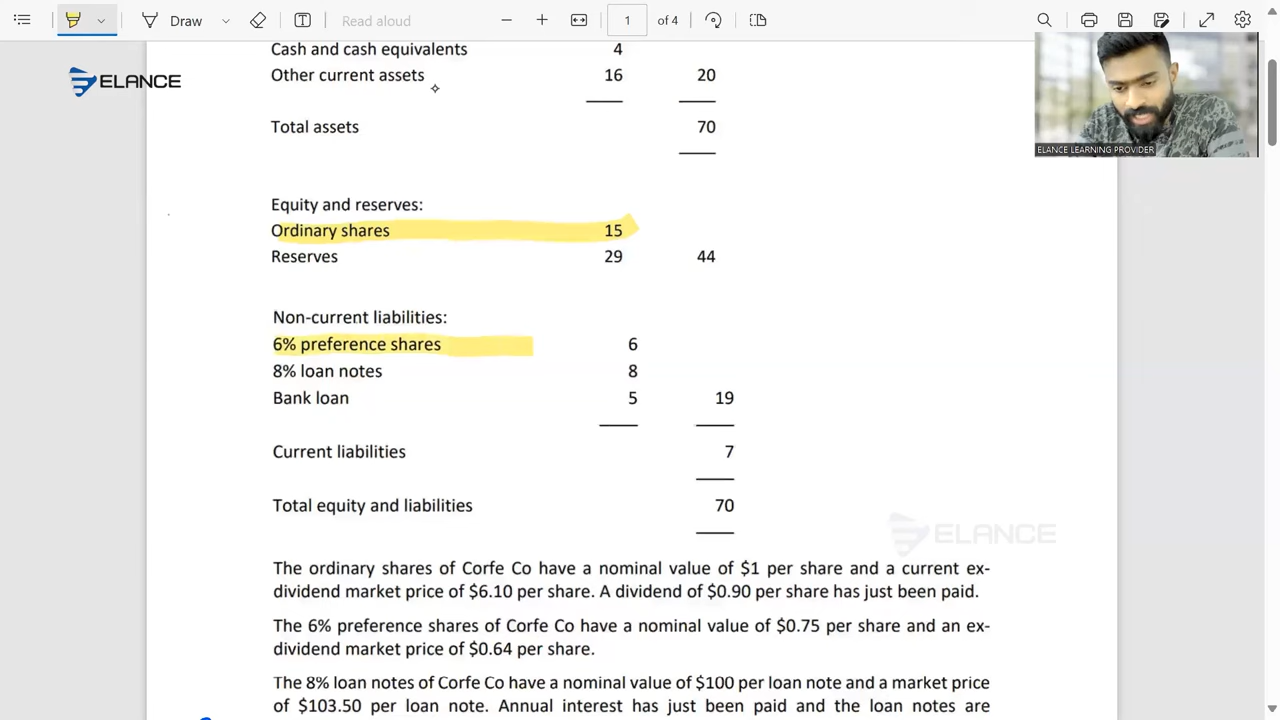 Draw
Read aloud
1 of 4
ELANCE
Cash and cash equivalents 4
Other current assets 16 20
Total assets 70
ELANCE LEARNING PROVIDER
Equity and reserves:
Ordinary shares 15
Reserves 29 44
Non-current liabilities:
6% preference shares 6
8% loan notes 8
Bank loan 5 19
Current liabilities 7
Total equity and liabilities 70
ELANCE
The ordinary shares of Corfe Co have a nominal value of $1 per share and a current ex-
dividend market price of $6.10 per share. A dividend of $0.90 per share has just been paid.
The 6% preference shares of Corfe Co have a nominal value of $0.75 per share and an ex-
dividend market price of $0.64 per share.
The 8% loan notes of Corfe Co have a nominal value of $100 per loan note and a market price
of $103.50 per loan note. Annual interest has just been paid and the loan notes are